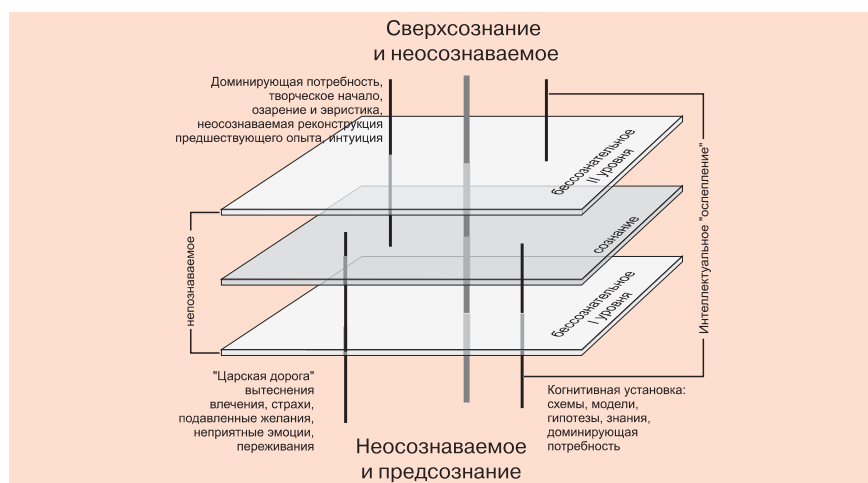 Сверхсознание
и неосознаваемое
Доминирующая потребность,
творческое начало,
озарение и эвристика,
неосознаваемая реконструкция
предшествующего опыта, интуиция
бессознательное
II уровня
сознание
бессознательное
I уровня
непознаваемое
Интеллектуальное "ослепление"
"Царская дорога"
вытеснения
влечения, страхи,
подавленные желания,
неприятные эмоции,
переживания
Когнитивная установка:
схемы, модели,
гипотезы, знания,
доминирующая
потребность
Неосознаваемое
и предсознание